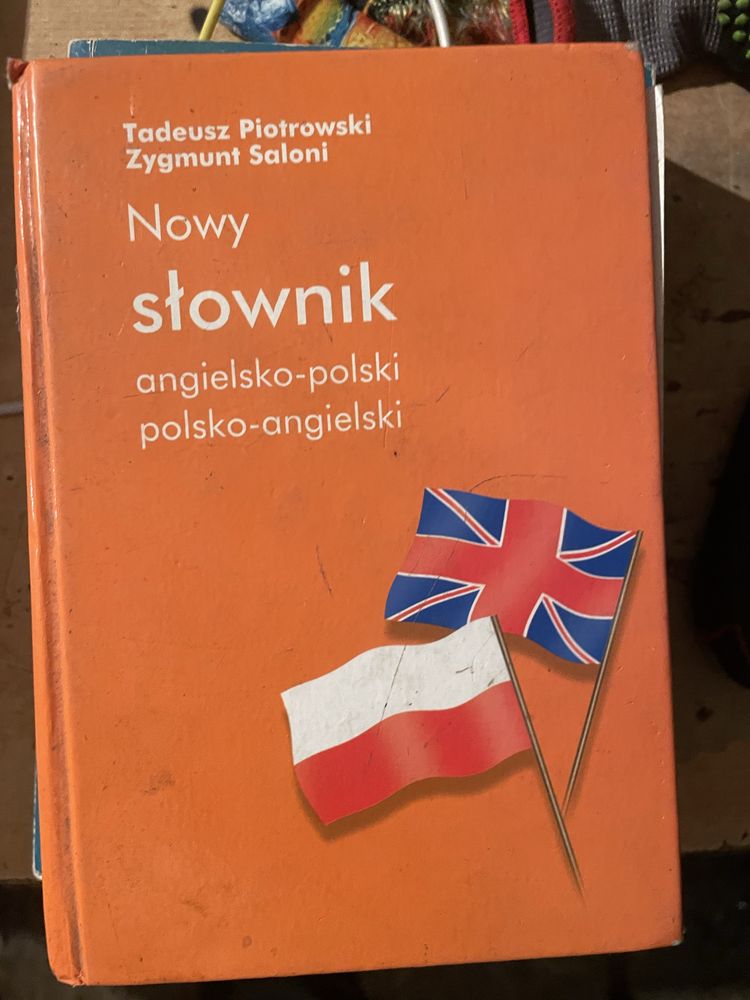 Tadeusz Piotrowski
Zygmunt Saloni
Nowy
słownik
angielsko-polski
polsko-angielski